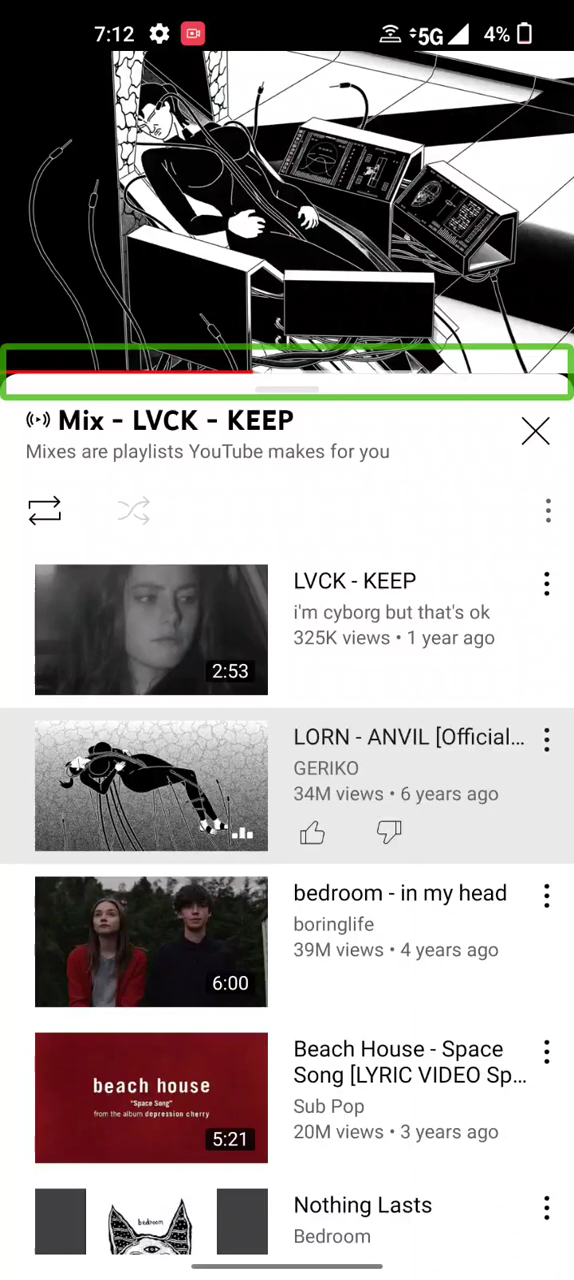 7:12
5G
4%
Mix - LVCK - KEEP
Mixes are playlists YouTube makes for you
LVCK - KEEP
i'm cyborg but that's ok
325K views • 1 year ago
2:53
LORN - ANVIL [Official...
GERIKO
34M views • 6 years ago
bedroom - in my head
boringlife
39M views • 4 years ago
6:00
beach house
"Space Song"
from the album depression cherry
5:21
Beach House - Space
Song [LYRIC VIDEO Sp...
Sub Pop
20M views • 3 years ago
bedroom
Nothing Lasts
Bedroom